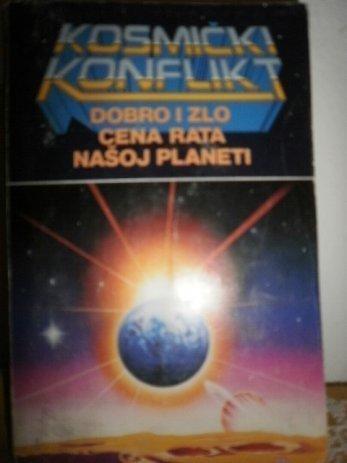 KOSMIČKI
KONFLIKT
DOBRO I ZLO
CENA RATA
NAŠOJ PLANETI